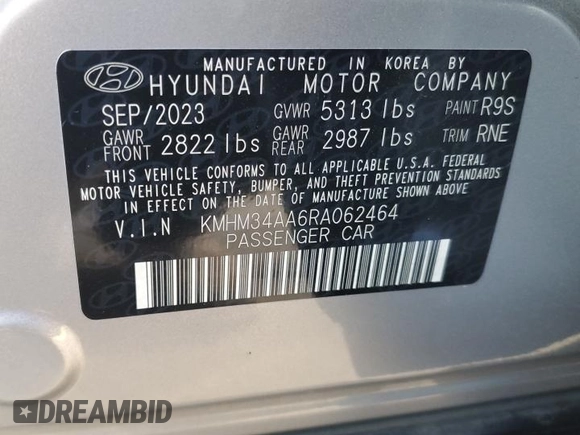 MANUFACTURED IN KOREA BY
HYUNDAI MOTOR COMPANY
SEP/2023 GVWR 5313 lbs PAINT R9S
GAWR FRONT 2822 lbs GAWR REAR 2987 lbs TRIM RNE
THIS VEHICLE CONFORMS TO ALL APPLICABLE U.S.A. FEDERAL
MOTOR VEHICLE SAFETY, BUMPER, AND THEFT PREVENTION STANDARDS
IN EFFECT ON THE DATE OF MANUFACTURE SHOWN ABOVE
V.I.N KMHM34AA6RA062464
PASSENGER CAR
DREAMBID